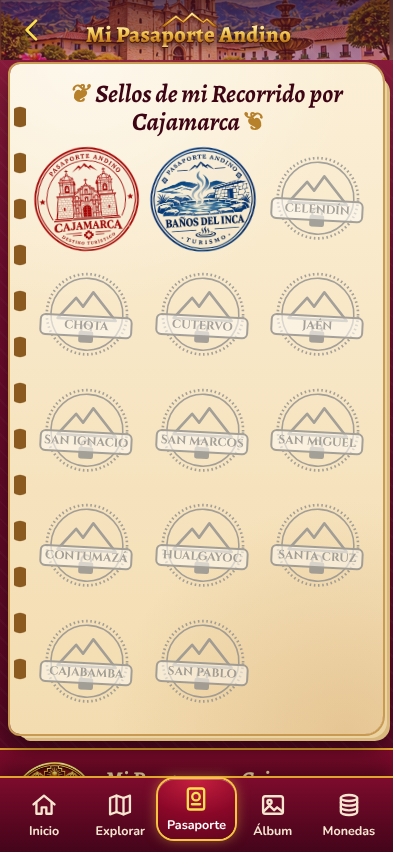 Mi Pasaporte Andino
Sellos de mi Recorrido por
Cajamarca
PASAPORTE ANDINO
CAJAMARCA
DESTINO TURÍSTICO
PASAPORTE ANDINO
BAÑOS DEL INCA
TURISMO
CELENDÍN
CHOTA
CUTERVO
JAÉN
SAN IGNACIO
SAN MARCOS
SAN MIGUEL
CONTUMAZÁ
HUALGAYOC
SANTA CRUZ
CAJABAMBA
SAN PABLO
Inicio
Explorar
Pasaporte
Álbum
Monedas